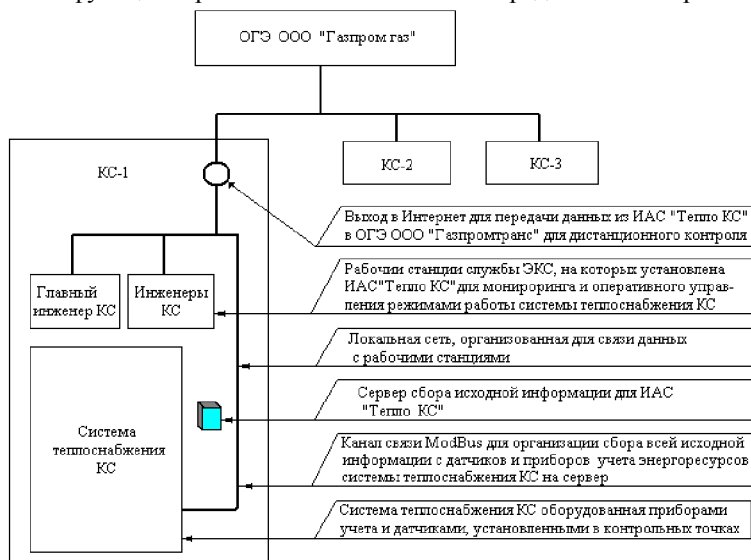 ОГЭ ООО "Газпром газ"
КС-1
КС-2
КС-3
Выход в Интернет для передачи данных из ИАС "Тепло КС"
в ОГЭ ООО "Газпромтранс" для дистанционного контроля
Главный
инженер КС
Инженеры
КС
Рабочии станции службы ЭКС, на которых установлена
ИАС"Тепло КС" для монироринга и оперативного управ-
ления режимами работы системы теплоснабжения КС
Локальная сеть, организованная для связи данных
с рабочими станциями
Сервер сбора исходной информации для ИАС
"Тепло КС"
Система
теплоснабжения
КС
Канал связи ModBus для организации сбора всей исходной
информации с датчиков и приборов учета энергоресурсов
системы теплоснабжения КС на сервер
Система теплоснабжения КС оборудованная приборами
учета и датчиками, установленными в контрольных точках